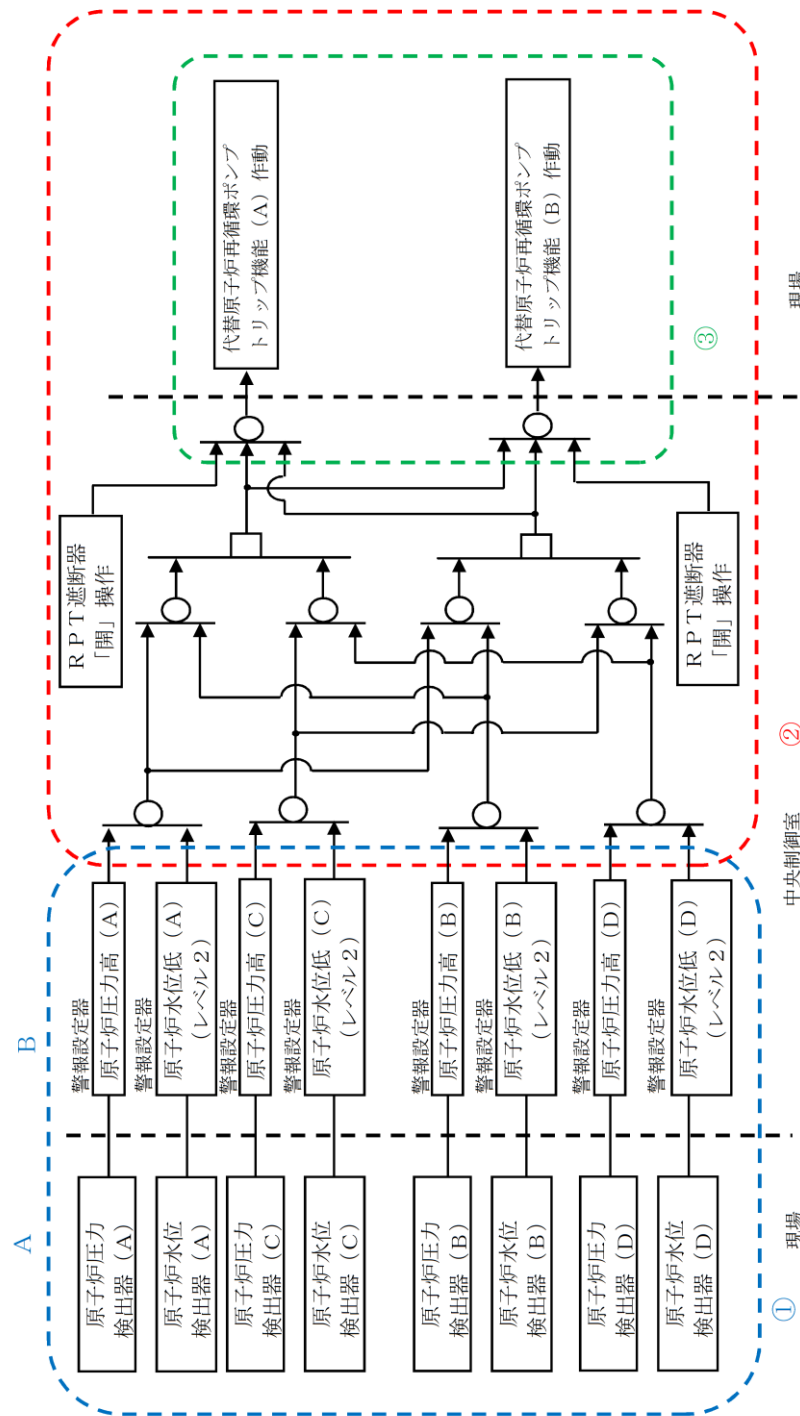 A
B
原子炉圧力
検出器(A)
原子炉水位
検出器(A)
原子炉圧力
検出器(C)
原子炉水位
検出器(C)
原子炉圧力
検出器(B)
原子炉水位
検出器(B)
原子炉圧力
検出器(D)
原子炉水位
検出器(D)
警報設定器
原子炉圧力高(A)
警報設定器
原子炉水位低(A)
(レベル2)
警報設定器
原子炉圧力高(C)
警報設定器
原子炉水位低(C)
(レベル2)
警報設定器
原子炉圧力高(B)
警報設定器
原子炉水位低(B)
(レベル2)
警報設定器
原子炉圧力高(D)
警報設定器
原子炉水位低(D)
(レベル2)
RPT遮断器
「開」操作
RPT遮断器
「開」操作
代替原子炉再循環ポンプ
トリップ機能(A)作動
代替原子炉再循環ポンプ
トリップ機能(B)作動
①
②
③
現場
中央制御室
現場